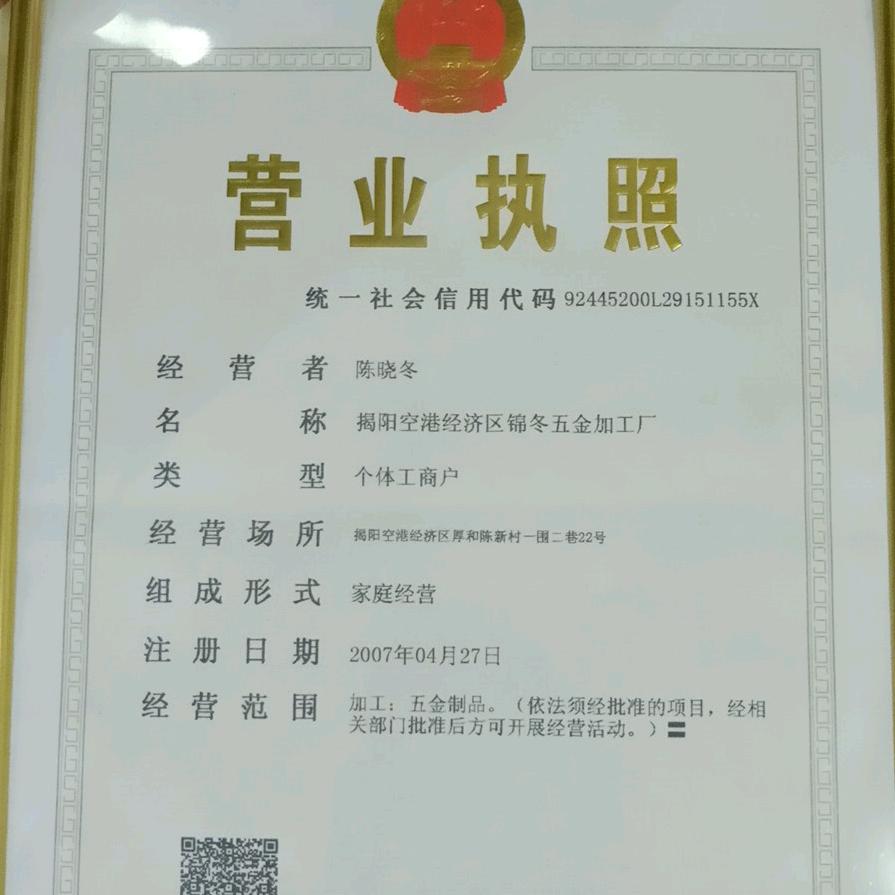 营业执照
统一社会信用代码 92445200L29151155X
经营者 陈晓冬
名称 揭阳空港经济区锦冬五金加工厂
类型 个体工商户
经营场所 揭阳空港经济区厚和陈新村一围二巷22号
组成形式 家庭经营
注册日期 2007年04月27日
经营范围 加工：五金制品。（依法须经批准的项目，经相
关部门批准后方可开展经营活动。）